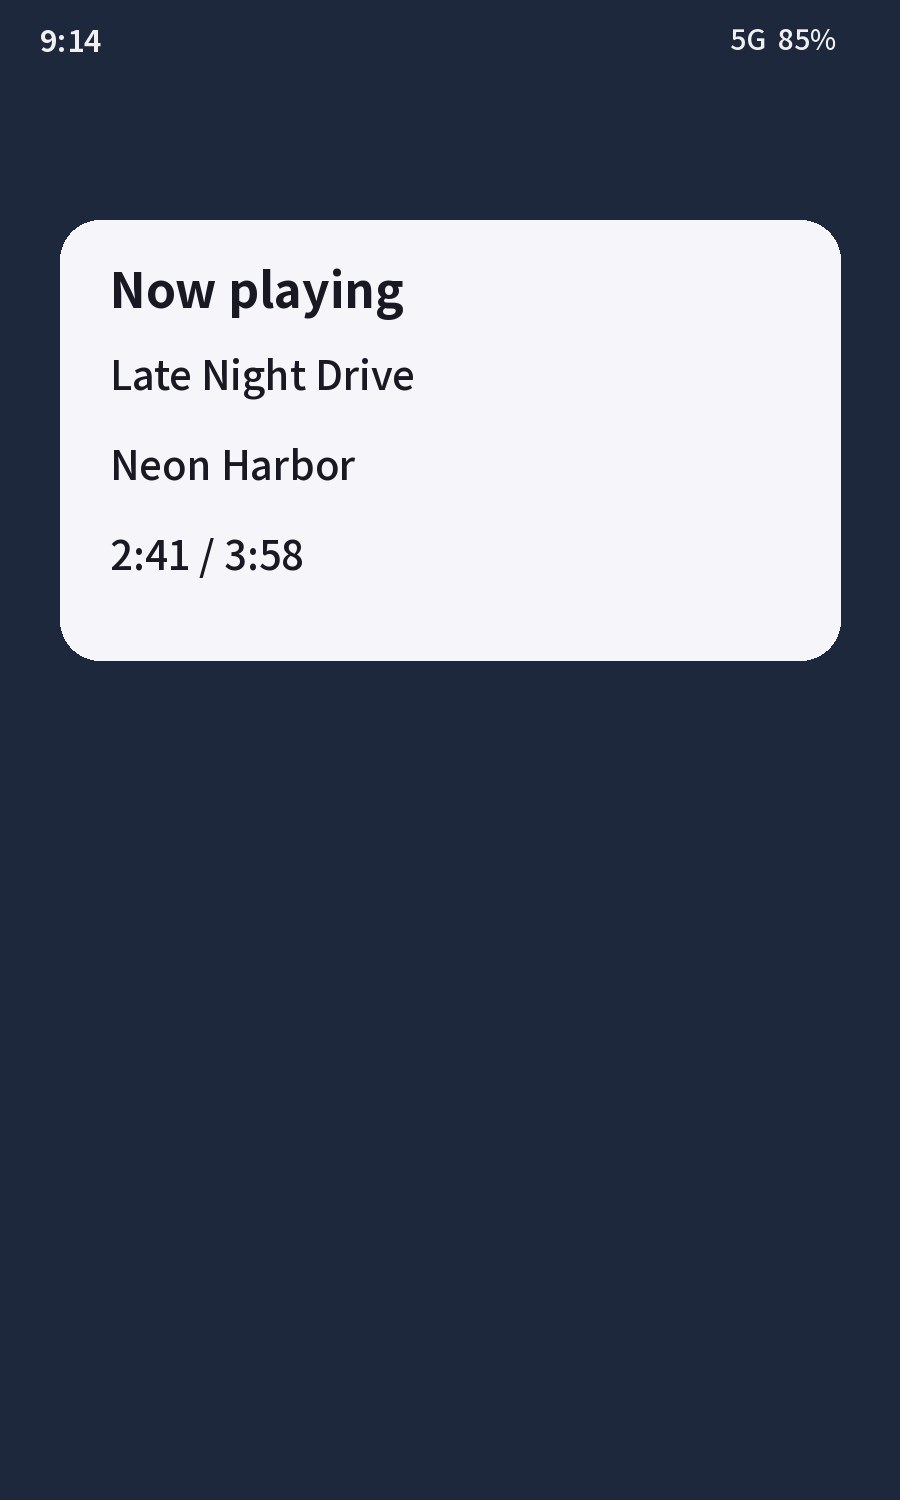 9:14
5G 85%
Now playing
Late Night Drive
Neon Harbor
2:41 / 3:58